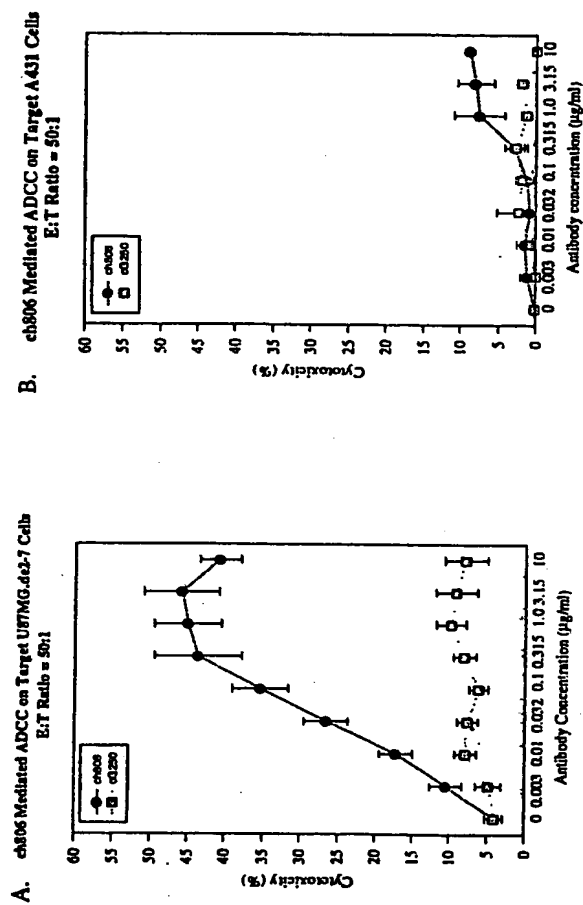 A.
ch806 Mediated ADCC on Target U87MG.de2-7 Cells
E:T Ratio = 50:1
ch806
cG250
Cytotoxicity (%)
60
55
50
45
40
35
30
25
20
15
10
5
0
0 0.003 0.01 0.032 0.1 0.315 1.0 3.15 10
Antibody Concentration (µg/ml)
B.
ch806 Mediated ADCC on Target A431 Cells
E:T Ratio = 50:1
ch806
cG250
Cytotoxicity (%)
60
55
50
45
40
35
30
25
20
15
10
5
0
0 0.003 0.01 0.032 0.1 0.315 1.0 3.15 10
Antibody concentration (µg/ml)